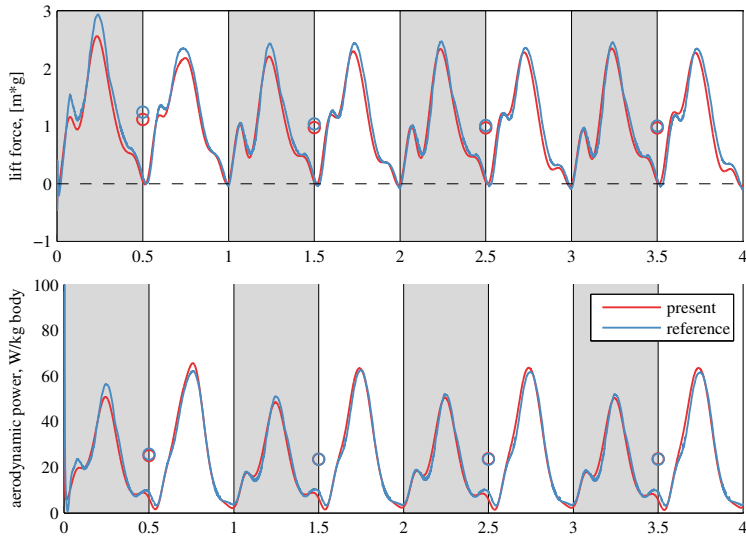 3
2
1
0
−1
lift force, [m*g]
0 0.5 1 1.5 2 2.5 3 3.5 4
100
80
60
40
20
0
aerodynamic power, W/kg body
present
reference
0 0.5 1 1.5 2 2.5 3 3.5 4